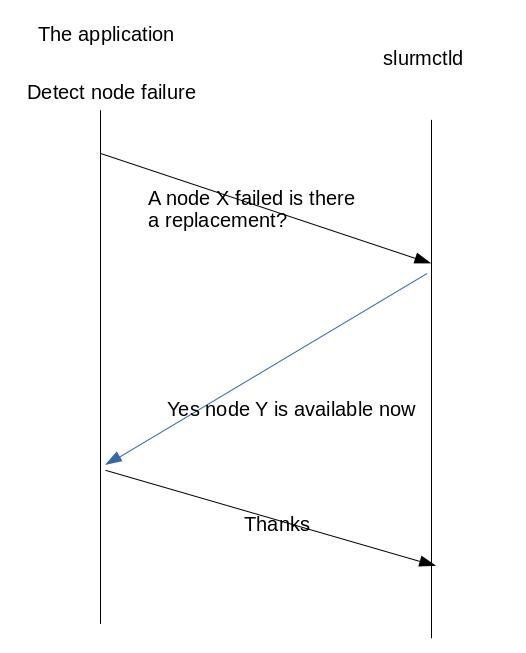 The application
slurmctld
Detect node failure
A node X failed is there
a replacement?
Yes node Y is available now
Thanks